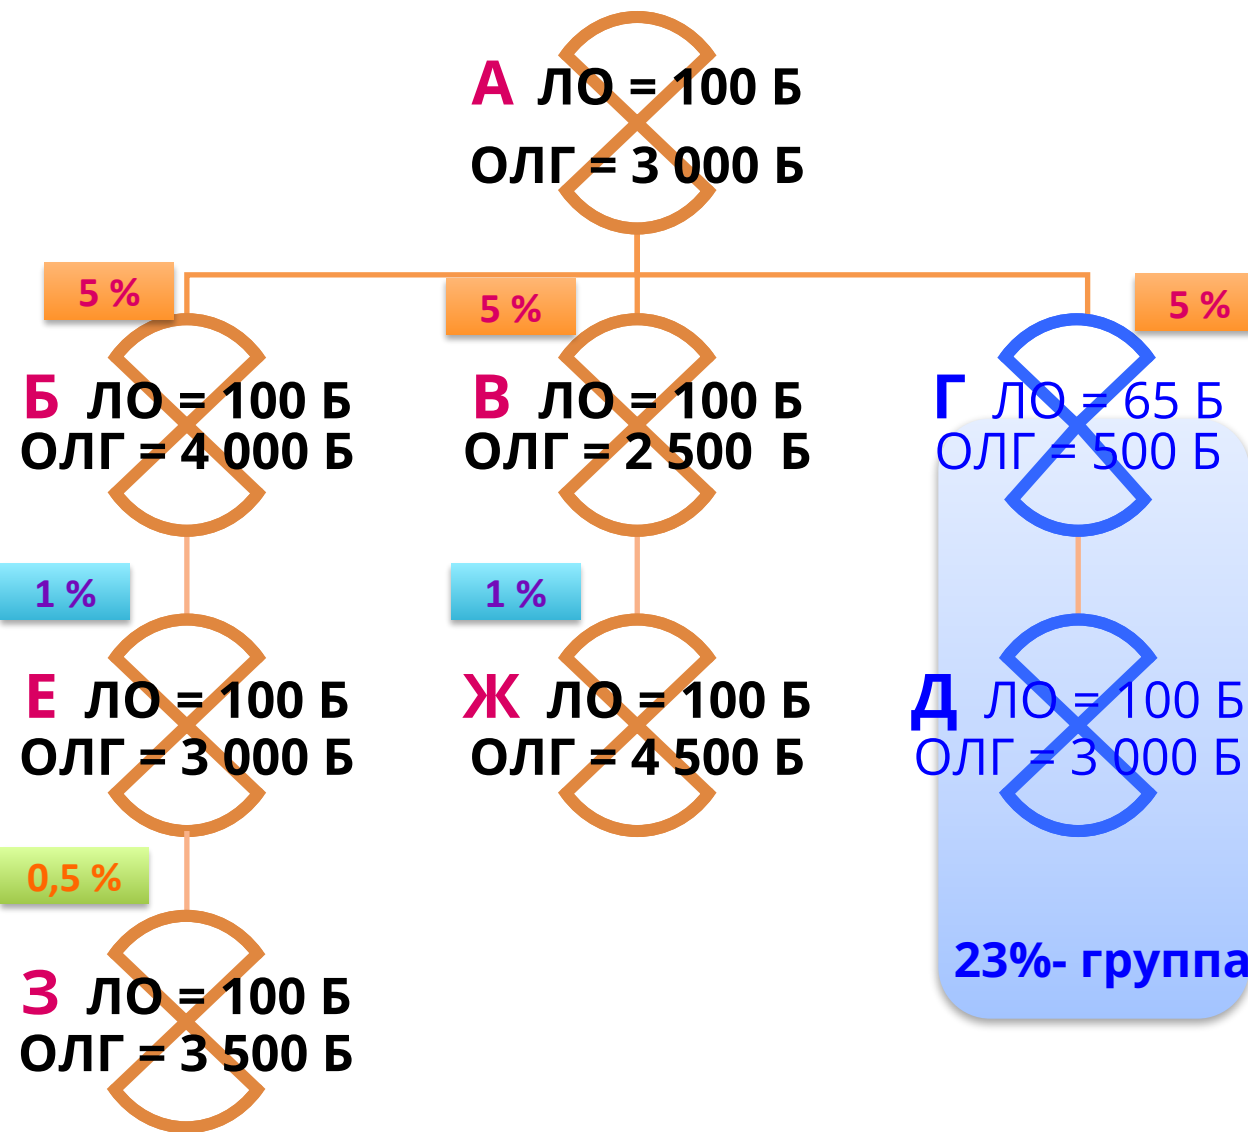 А ЛО = 100 Б
ОЛГ = 3 000 Б
5 %
5 %
5 %
Б ЛО = 100 Б
ОЛГ = 4 000 Б
В ЛО = 100 Б
ОЛГ = 2 500 Б
Г ЛО = 65 Б
ОЛГ = 500 Б
1 %
1 %
Е ЛО = 100 Б
ОЛГ = 3 000 Б
Ж ЛО = 100 Б
ОЛГ = 4 500 Б
Д ЛО = 100 Б
ОЛГ = 3 000 Б
0,5 %
23%- группа
З ЛО = 100 Б
ОЛГ = 3 500 Б